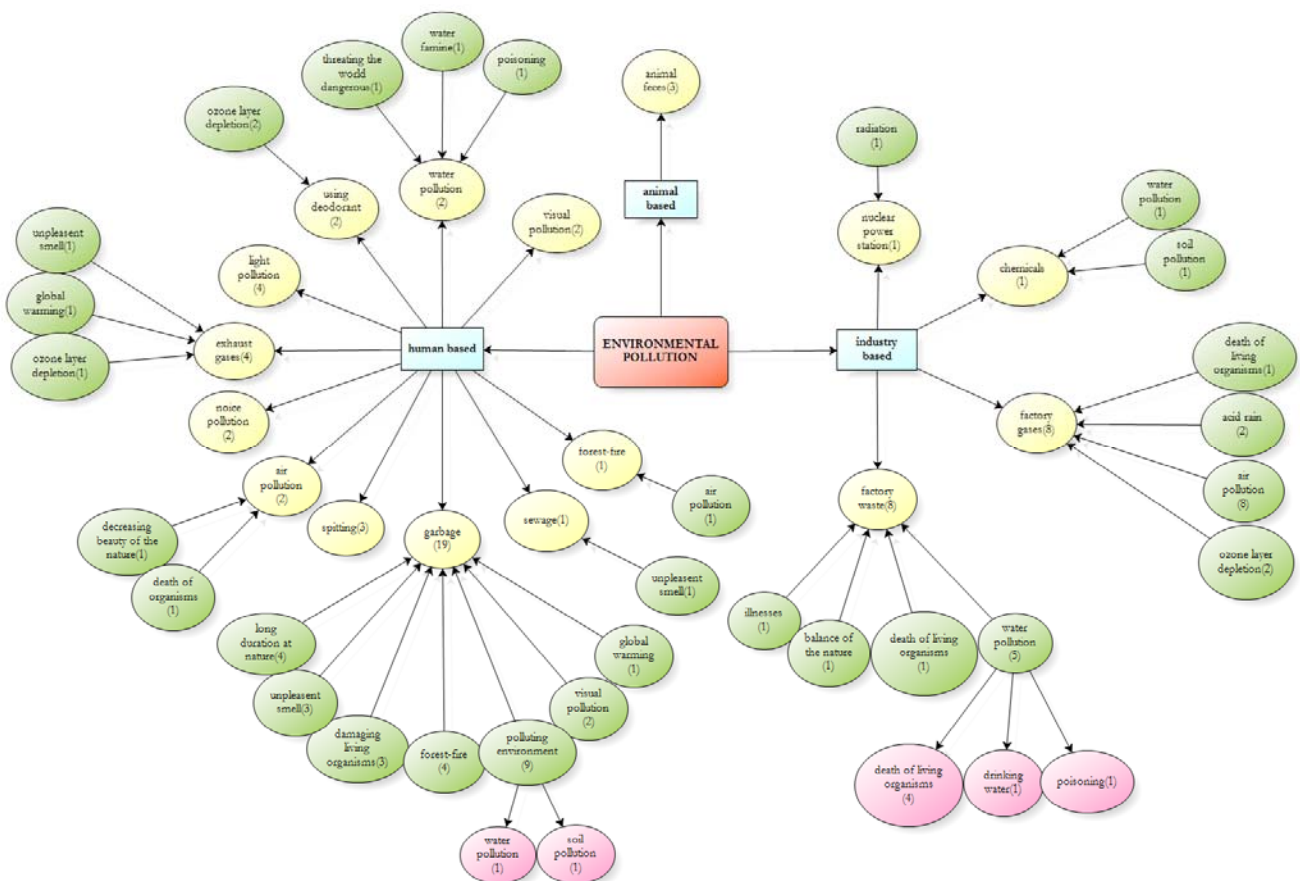 water
famine(1)
threating the
world
dangerous(1)
poisoning
(1)
ozone layer
depletion(2)
using
deodorant
(2)
water
pollution
(2)
visual
pollution(2)
animal
feces(3)
animal
based
radiation
(1)
nuclear
power
station(1)
water
pollution
(1)
soil
pollution
(1)
chemicals
(1)
unpleasent
smell(1)
global
warming(1)
ozone layer
depletion
(1)
light
pollution
(4)
exhaust
gases(4)
noice
pollution
(2)
human based
ENVIRONMENTAL
POLLUTION
industry
based
death of
living
organisms(1)
acid rain
(2)
air
pollution
(8)
ozone layer
depletion(2)
factory
gases(8)
factory
waste(8)
air
pollution
(2)
decreasing
beauty of the
nature(1)
death of
organisms
(1)
spitting(3)
garbage
(19)
sewage(1)
forest-fire
(1)
air
pollution
(1)
unpleasent
smell(1)
long
duration at
nature(4)
unpleasent
smell(3)
damaging
living
organisms(3)
forest-fire
(4)
polluting
environment
(9)
visual
pollution
(2)
global
warming
(1)
water
pollution
(1)
soil
pollution
(1)
illnesses
(1)
balance of
the nature
(1)
death of living
organisms
(1)
water
pollution
(5)
death of living
organisms
(4)
drinking
water(1)
poisoning(1)